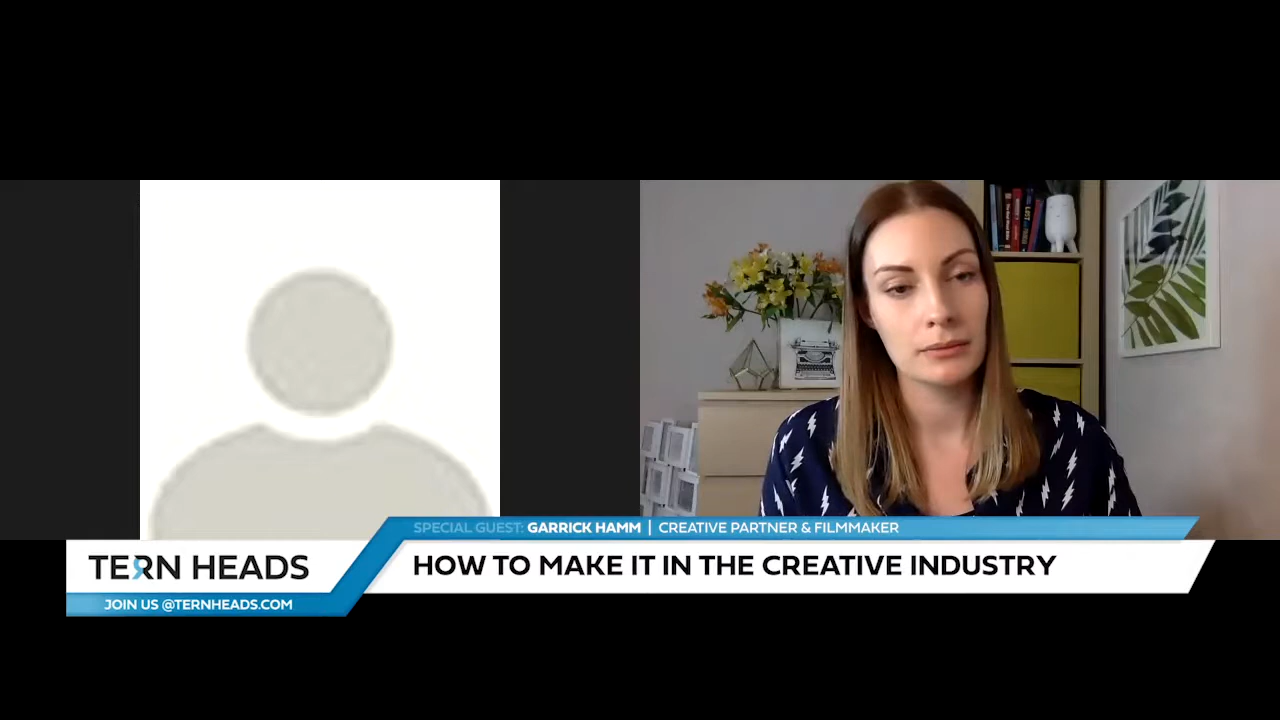 SPECIAL GUEST: GARRICK HAMM | CREATIVE PARTNER & FILMMAKER
TERN HEADS
HOW TO MAKE IT IN THE CREATIVE INDUSTRY
JOIN US @TERNHEADS.COM